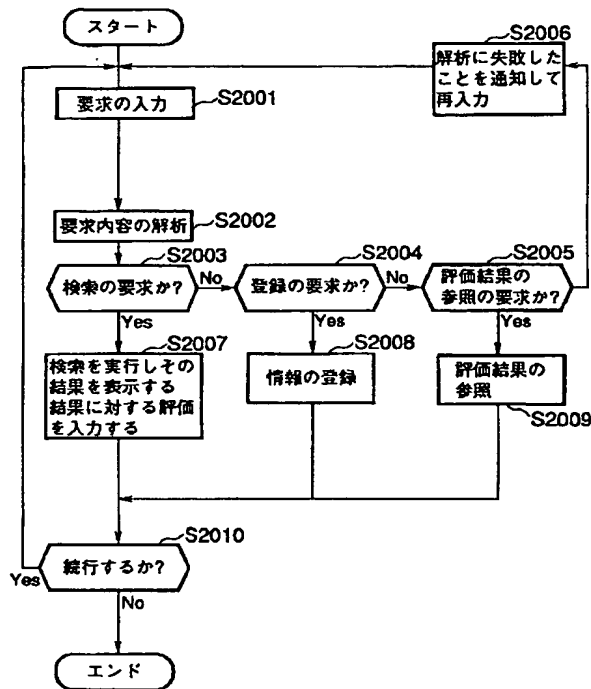 スタート
S2006
解析に失敗した
ことを通知して
再入力
要求の入力
S2001
要求内容の解析
S2002
S2003
S2004
S2005
検索の要求か?
No
登録の要求か?
No
評価結果の
参照の要求か?
Yes
Yes
Yes
S2007
S2008
検索を実行しその
結果を表示する
結果に対する評価
を入力する
情報の登録
評価結果の
参照
S2009
S2010
続行するか?
Yes
No
エンド